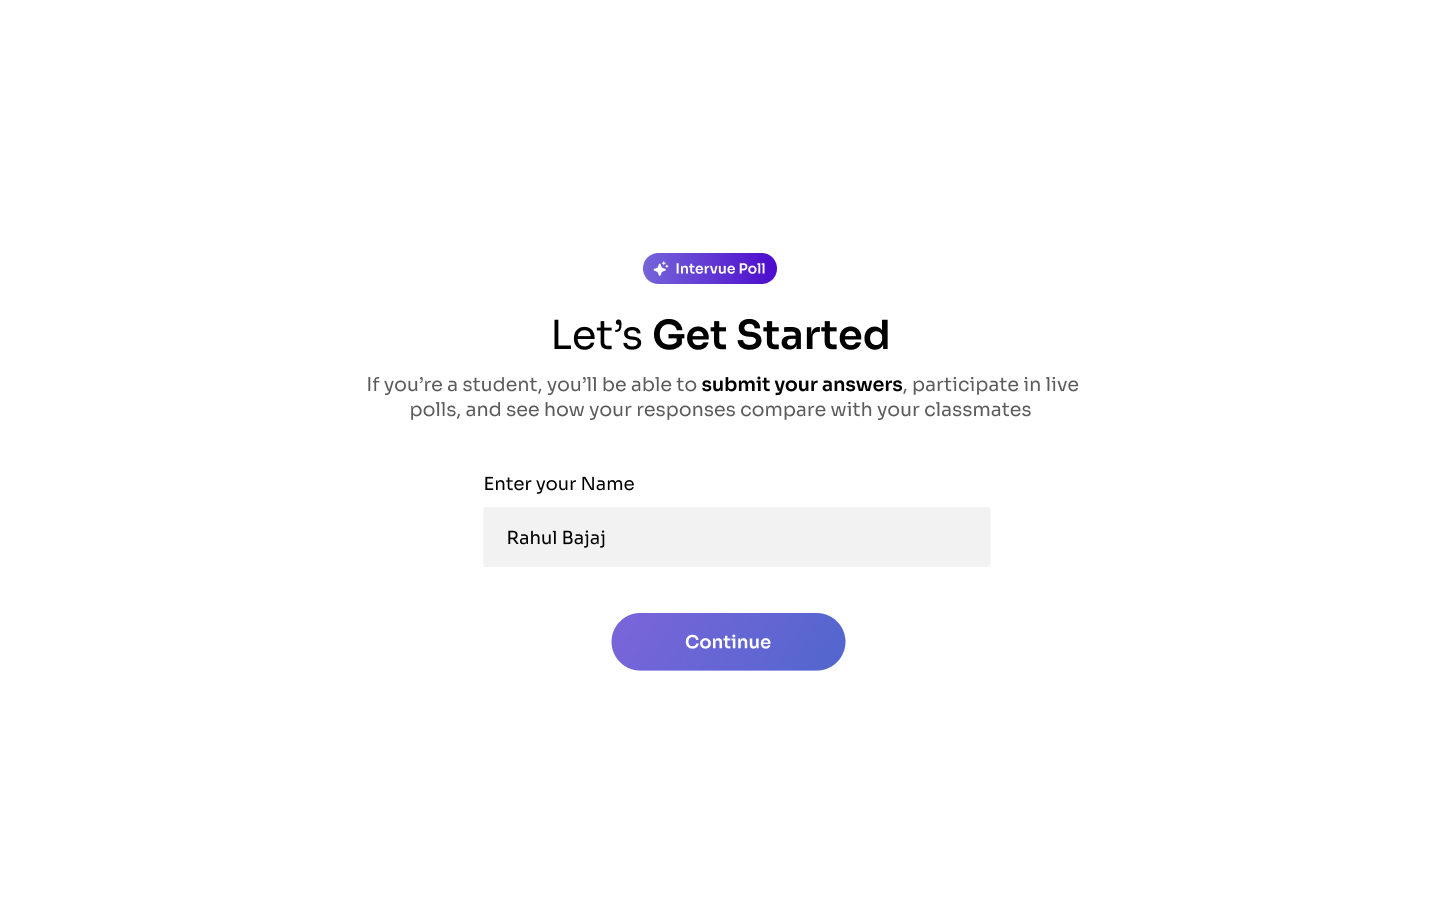 Intervue Poll
Let’s Get Started
If you’re a student, you’ll be able to submit your answers, participate in live
polls, and see how your responses compare with your classmates
Enter your Name
Rahul Bajaj
Continue